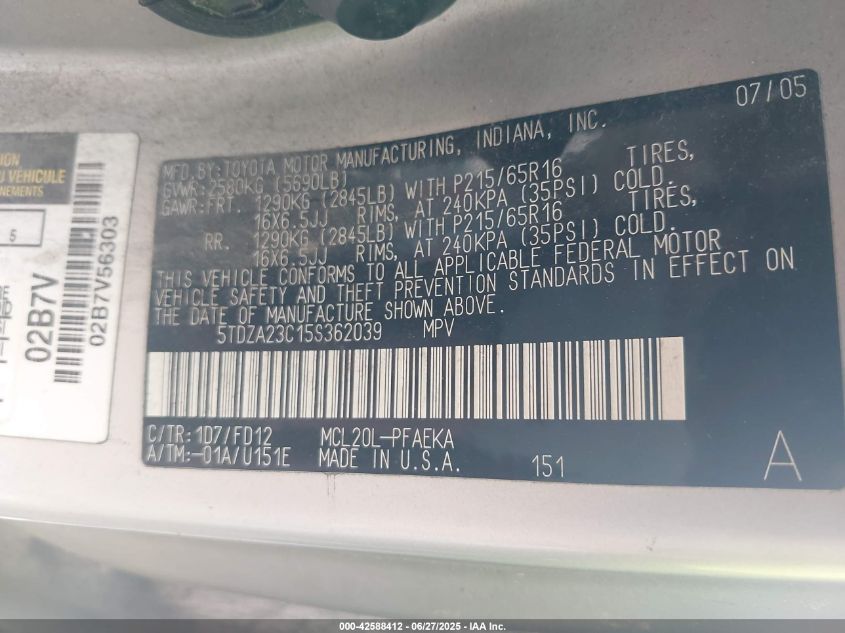 07/05
MFD.BY:TOYOTA MOTOR MANUFACTURING, INDIANA, INC.
GVWR:2580KG (5690LB)
GAWR:FRT 1290KG (2845LB) WITH P215/65R16 TIRES,
16X6.5JJ RIMS, AT 240KPA (35PSI) COLD.
RR. 1290KG (2845LB) WITH P215/65R16 TIRES,
16X6.5JJ RIMS, AT 240KPA (35PSI) COLD.
THIS VEHICLE CONFORMS TO ALL APPLICABLE FEDERAL MOTOR
VEHICLE SAFETY AND THEFT PREVENTION STANDARDS IN EFFECT ON
THE DATE OF MANUFACTURE SHOWN ABOVE.
5TDZA23C15S362039 MPV
C/TR:1D7/FD12 MCL20L-PFAEKA
A/TM:-01A/U151E MADE IN U.S.A. 151 A
VEHICULE
5
02B7V
02B7V56303
000-42588412 - 06/27/2025 - IAA Inc.